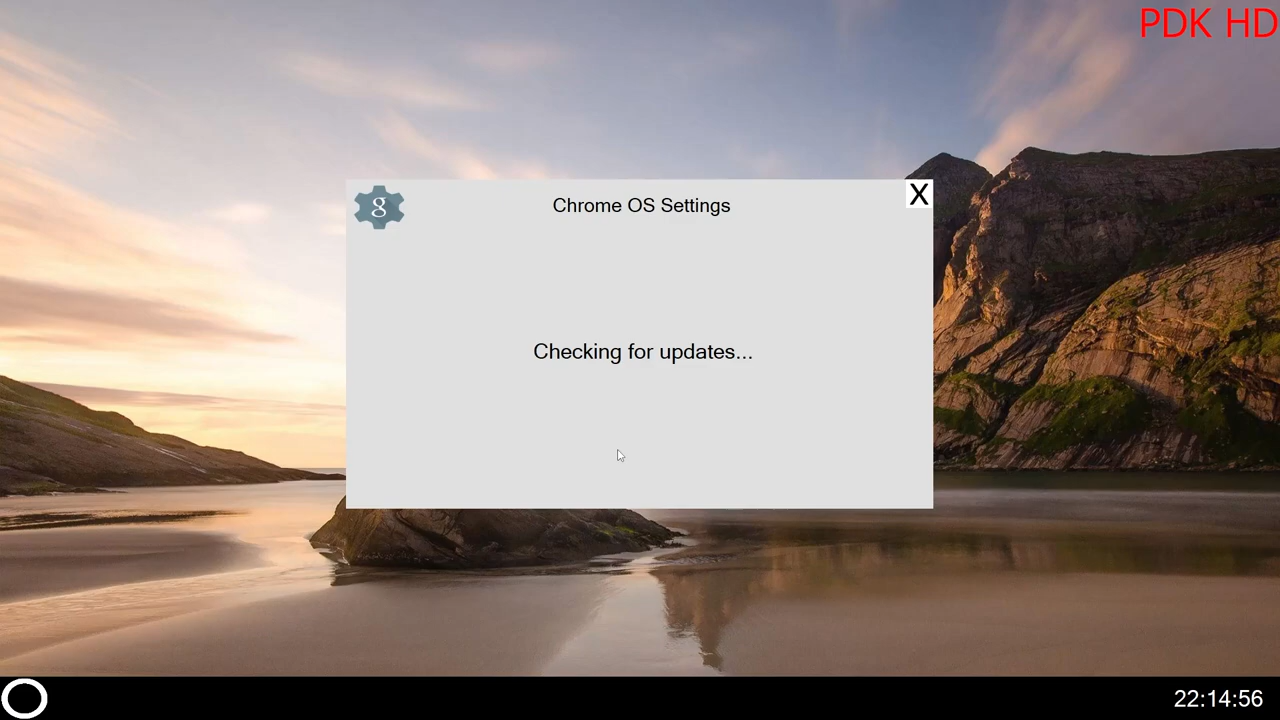 PDK HD
g
Chrome OS Settings
X
Checking for updates...
22:14:56